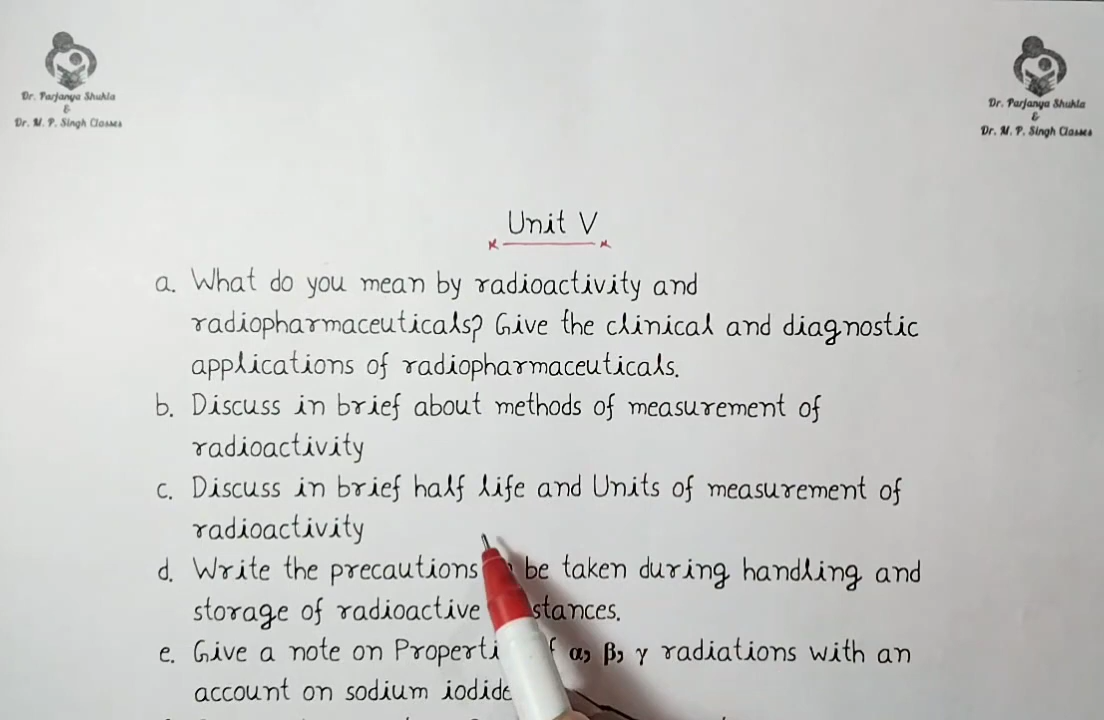 Dr. Parjanya Shukla
&
Dr. M. P. Singh Classes
Dr. Parjanya Shukla
&
Dr. M. P. Singh Classes
Unit V
a. What do you mean by radioactivity and
radiopharmaceuticals? Give the clinical and diagnostic
applications of radiopharmaceuticals.
b. Discuss in brief about methods of measurement of
radioactivity
c. Discuss in brief half life and Units of measurement of
radioactivity
d. Write the precautions be taken during handling and
storage of radioactive stances.
e. Give a note on Properti α, β, γ radiations with an
account on sodium iodide